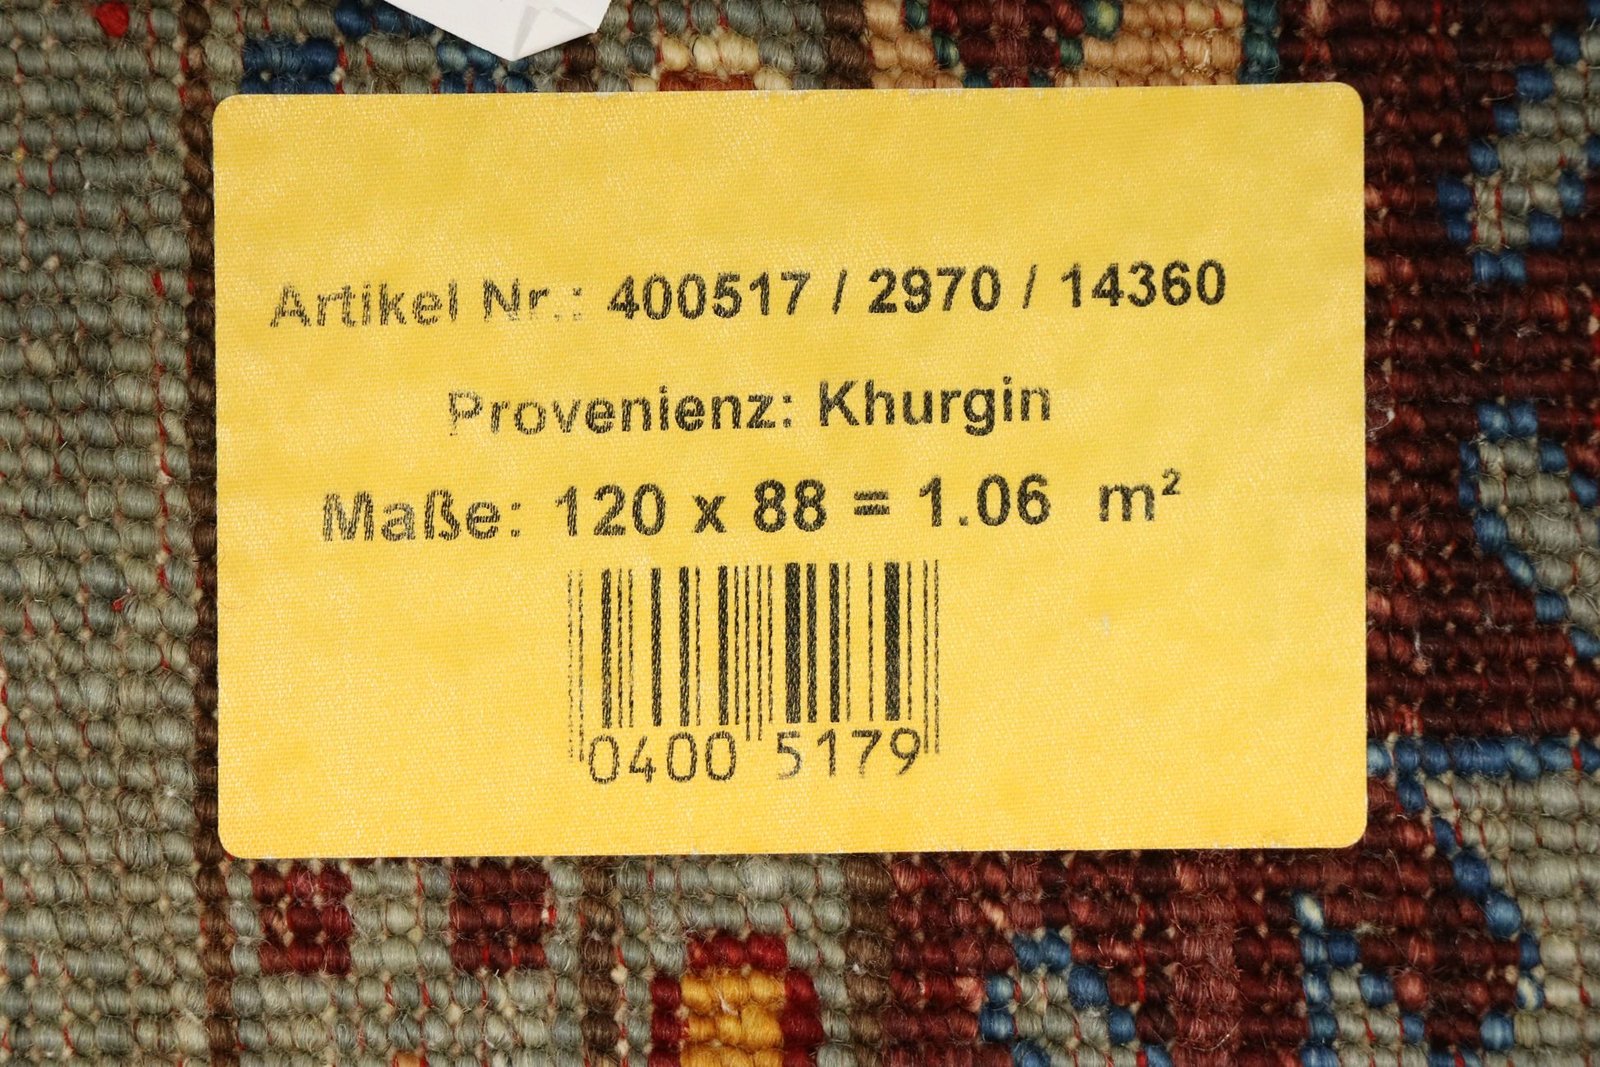 Artikel Nr.: 400517 / 2970 / 14360
Provenienz: Khurgin
Maße: 120 x 88 = 1.06 m²
0400 5179